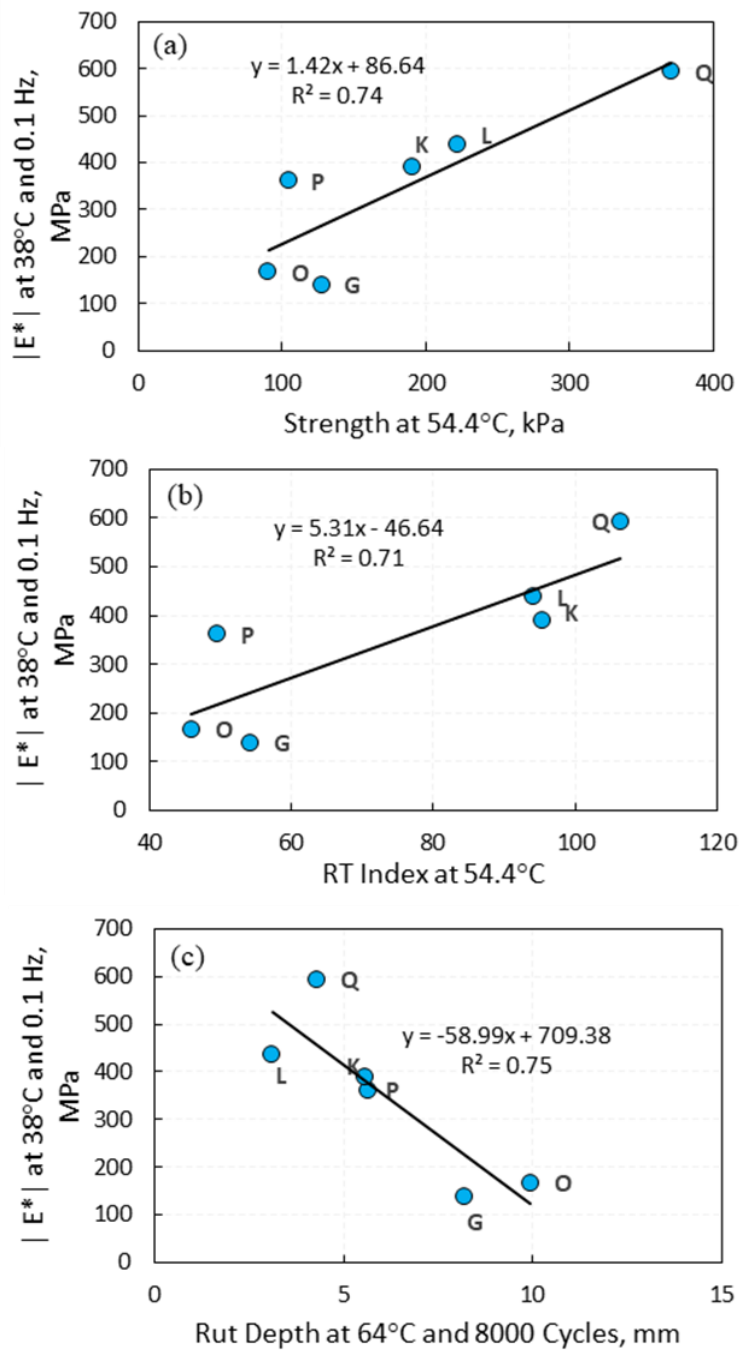 (a)
y = 1.42x + 86.64
R² = 0.74
|E*| at 38°C and 0.1 Hz,
MPa
700
600
500
400
300
200
100
0
Q
L
K
P
O
G
0 100 200 300 400
Strength at 54.4°C, kPa
(b)
y = 5.31x - 46.64
R² = 0.71
|E*| at 38°C and 0.1 Hz,
MPa
700
600
500
400
300
200
100
0
Q
L
K
P
O
G
40 60 80 100 120
RT Index at 54.4°C
(c)
y = -58.99x + 709.38
R² = 0.75
|E*| at 38°C and 0.1 Hz,
MPa
700
600
500
400
300
200
100
0
Q
K
L
P
O
G
0 5 10 15
Rut Depth at 64°C and 8000 Cycles, mm